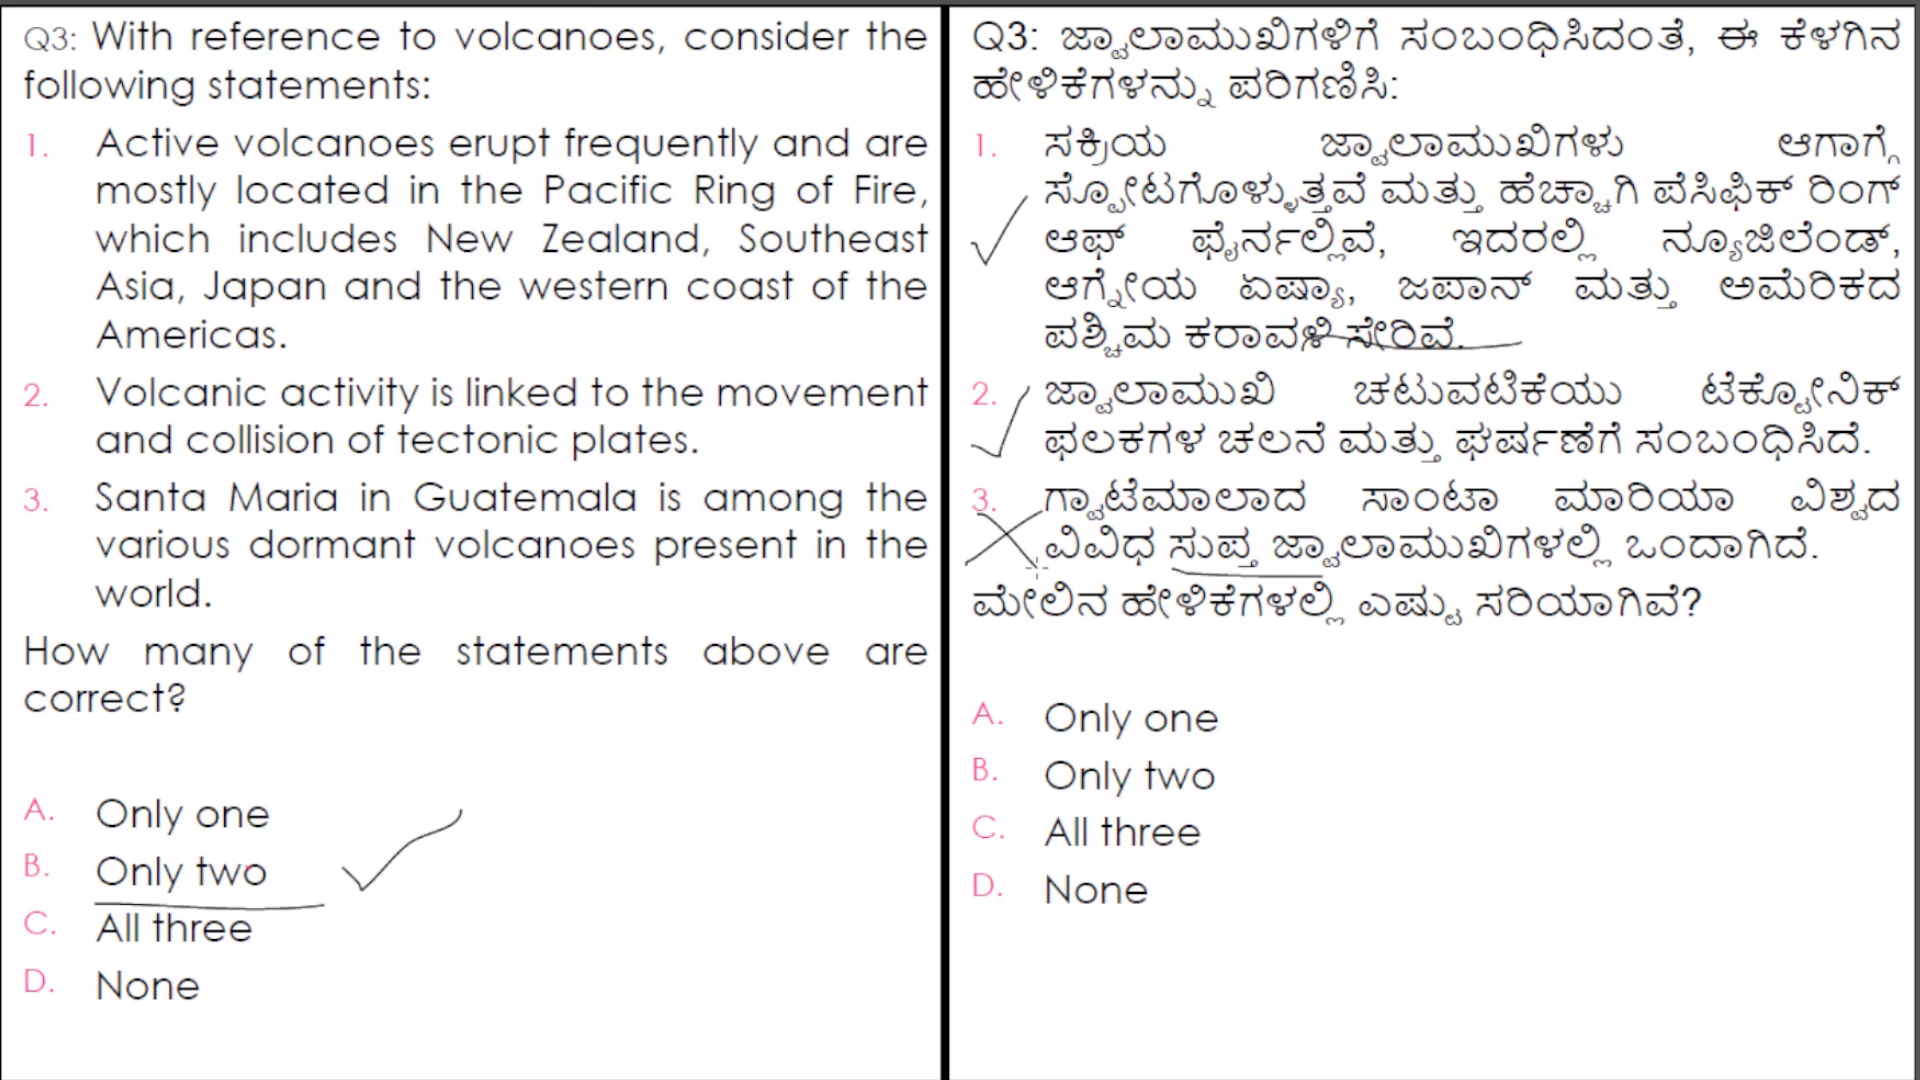 Q3: With reference to volcanoes, consider the
following statements:
1. Active volcanoes erupt frequently and are
mostly located in the Pacific Ring of Fire,
which includes New Zealand, Southeast
Asia, Japan and the western coast of the
Americas.
2. Volcanic activity is linked to the movement
and collision of tectonic plates.
3. Santa Maria in Guatemala is among the
various dormant volcanoes present in the
world.
How many of the statements above are
correct?
A. Only one
B. Only two
C. All three
D. None
Q3: ಜ್ವಾಲಾಮುಖಿಗಳಿಗೆ ಸಂಬಂಧಿಸಿದಂತೆ, ಈ ಕೆಳಗಿನ
ಹೇಳಿಕೆಗಳನ್ನು ಪರಿಗಣಿಸಿ:
1. ಸಕ್ರಿಯ ಜ್ವಾಲಾಮುಖಿಗಳು ಆಗಾಗ್ಗೆ
ಸ್ಪೋಟಗೊಳ್ಳುತ್ತವೆ ಮತ್ತು ಹೆಚ್ಚಾಗಿ ಪೆಸಿಫಿಕ್ ರಿಂಗ್
ಆಫ್ ಫೈರ್ನಲ್ಲಿವೆ, ಇದರಲ್ಲಿ ನ್ಯೂಜಿಲೆಂಡ್,
ಆಗ್ನೇಯ ಏಷ್ಯಾ, ಜಪಾನ್ ಮತ್ತು ಅಮೆರಿಕದ
ಪಶ್ಚಿಮ ಕರಾವಳಿ ಸೇರಿವೆ.
2. ಜ್ವಾಲಾಮುಖಿ ಚಟುವಟಿಕೆಯು ಟೆಕ್ಟೋನಿಕ್
ಫಲಕಗಳ ಚಲನೆ ಮತ್ತು ಘರ್ಷಣೆಗೆ ಸಂಬಂಧಿಸಿದೆ.
3. ಗ್ವಾಟೆಮಾಲಾದ ಸಾಂಟಾ ಮಾರಿಯಾ ವಿಶ್ವದ
ವಿವಿಧ ಸುಪ್ತ ಜ್ವಾಲಾಮುಖಿಗಳಲ್ಲಿ ಒಂದಾಗಿದೆ.
ಮೇಲಿನ ಹೇಳಿಕೆಗಳಲ್ಲಿ ಎಷ್ಟು ಸರಿಯಾಗಿವೆ?
A. Only one
B. Only two
C. All three
D. None